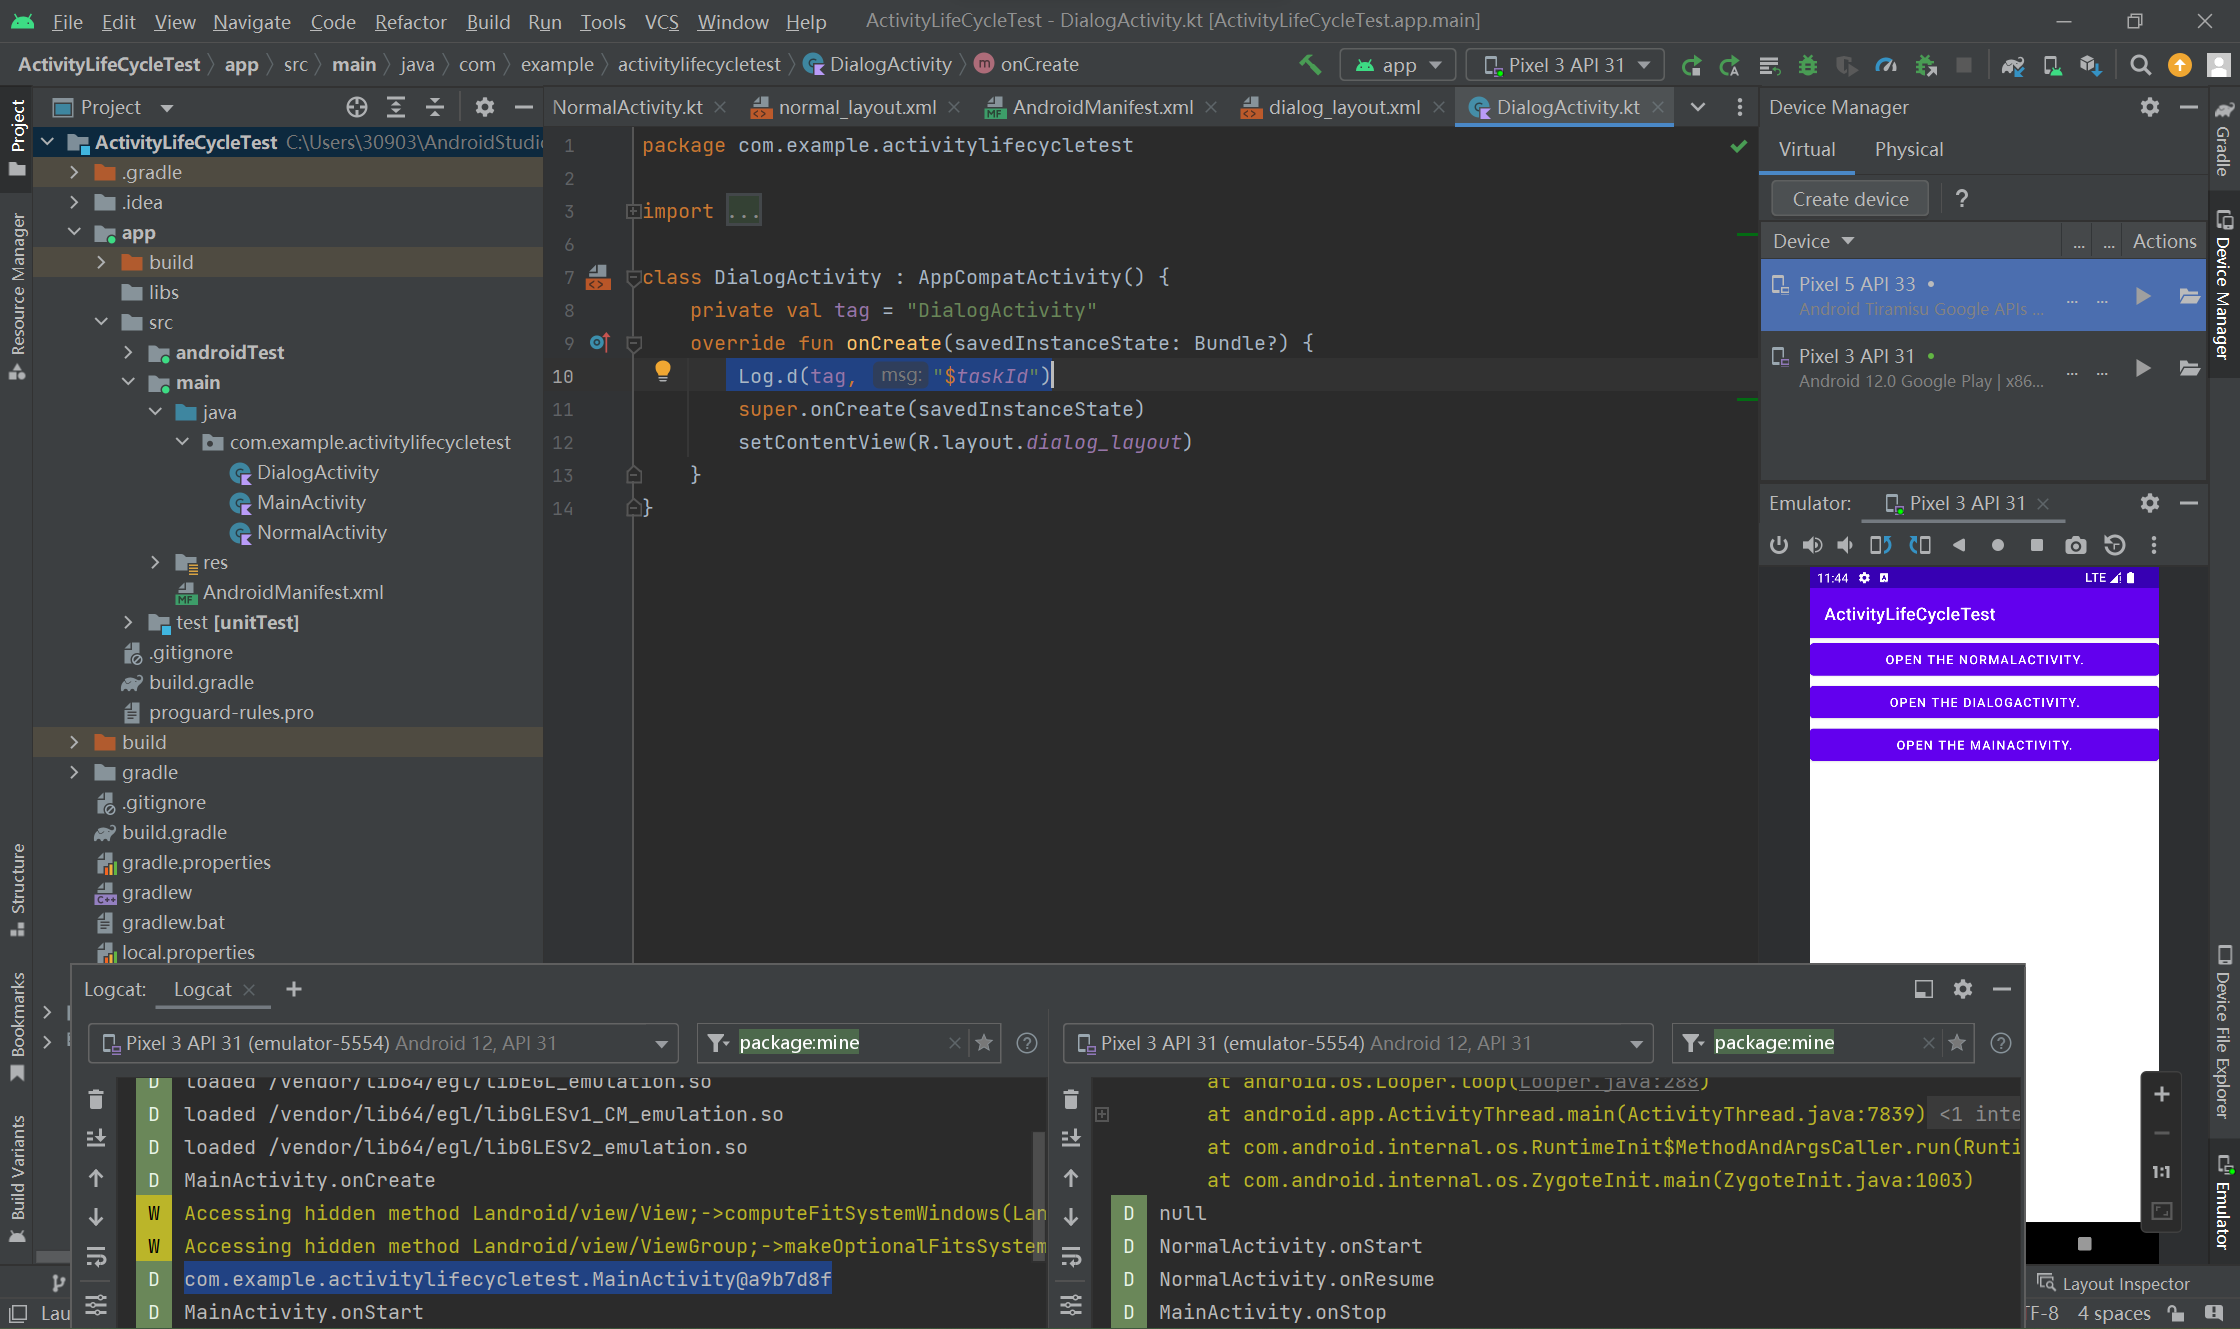 File Edit View Navigate Code Refactor Build Run Tools VCS Window Help ActivityLifeCycleTest - DialogActivity.kt [ActivityLifeCycleTest.app.main]
ActivityLifeCycleTest app src main java com example activitylifecycletest DialogActivity onCreate app Pixel 3 API 31
Project
Project
Resource Manager
Structure
Bookmarks
Build Variants
ActivityLifeCycleTest C:\Users\30903\AndroidStudi
.gradle
.idea
app
build
libs
src
androidTest
main
java
com.example.activitylifecycletest
DialogActivity
MainActivity
NormalActivity
res
AndroidManifest.xml
test [unitTest]
.gitignore
build.gradle
proguard-rules.pro
build
gradle
.gitignore
build.gradle
gradle.properties
gradlew
gradlew.bat
local.properties
NormalActivity.kt normal_layout.xml AndroidManifest.xml dialog_layout.xml DialogActivity.kt
1 package com.example.activitylifecycletest
2
3 import ...
6
7 class DialogActivity : AppCompatActivity() {
8 private val tag = "DialogActivity"
9 override fun onCreate(savedInstanceState: Bundle?) {
10 Log.d(tag, msg: "$taskId")
11 super.onCreate(savedInstanceState)
12 setContentView(R.layout.dialog_layout)
13 }
14 }
Device Manager
Virtual Physical
Create device ?
Device ... ... Actions
Pixel 5 API 33
Android Tiramisu Google APIs ... ... ...
Pixel 3 API 31
Android 12.0 Google Play | x86... ... ...
Emulator: Pixel 3 API 31
11:44 LTE
ActivityLifeCycleTest
OPEN THE NORMALACTIVITY.
OPEN THE DIALOGACTIVITY.
OPEN THE MAINACTIVITY.
1:1
Gradle
Device Manager
Device File Explorer
Emulator
Logcat: Logcat
Pixel 3 API 31 (emulator-5554) Android 12, API 31 package:mine
D loaded /vendor/lib64/egl/libEGL_emulation.so
D loaded /vendor/lib64/egl/libGLESv1_CM_emulation.so
D loaded /vendor/lib64/egl/libGLESv2_emulation.so
D MainActivity.onCreate
W Accessing hidden method Landroid/view/View;->computeFitSystemWindows(Lan
W Accessing hidden method Landroid/view/ViewGroup;->makeOptionalFitsSystem
D com.example.activitylifecycletest.MainActivity@a9b7d8f
D MainActivity.onStart
Pixel 3 API 31 (emulator-5554) Android 12, API 31 package:mine
at android.os.Looper.loop(Looper.java:288)
at android.app.ActivityThread.main(ActivityThread.java:7839) <1 inte
at com.android.internal.os.RuntimeInit$MethodAndArgsCaller.run(Runti
at com.android.internal.os.ZygoteInit.main(ZygoteInit.java:1003)
D null
D NormalActivity.onStart
D NormalActivity.onResume
D MainActivity.onStop
Layout Inspector
Lau TF-8 4 spaces